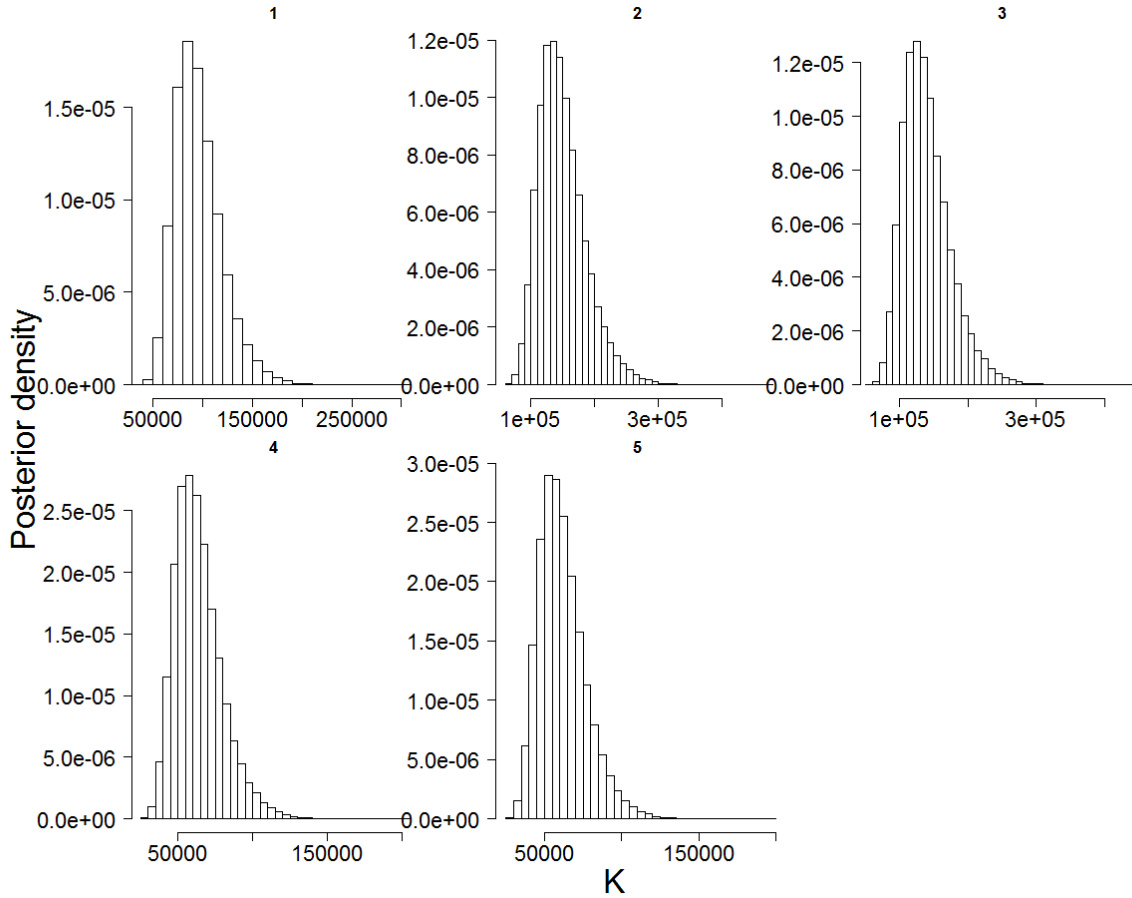 1
2
3
1.5e-05
1.0e-05
5.0e-06
0.0e+00
50000 150000 250000
1.2e-05
1.0e-05
8.0e-06
6.0e-06
4.0e-06
2.0e-06
0.0e+00
1e+05 3e+05
1.2e-05
1.0e-05
8.0e-06
6.0e-06
4.0e-06
2.0e-06
0.0e+00
1e+05 3e+05
Posterior density
4
5
2.5e-05
2.0e-05
1.5e-05
1.0e-05
5.0e-06
0.0e+00
50000 150000
3.0e-05
2.5e-05
2.0e-05
1.5e-05
1.0e-05
5.0e-06
0.0e+00
50000 150000
K